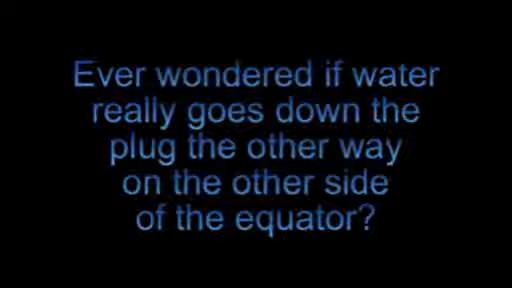 Ever wondered if water
really goes down the
plug the other way
on the other side
of the equator?